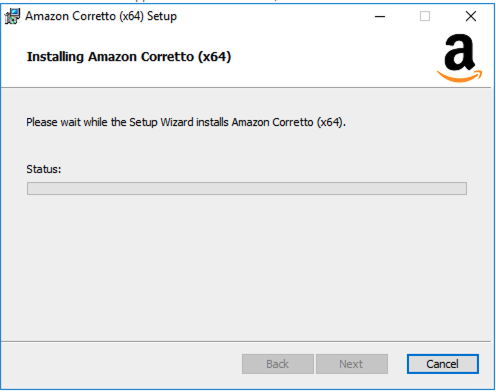 Amazon Corretto (x64) Setup
Installing Amazon Corretto (x64)
a
Please wait while the Setup Wizard installs Amazon Corretto (x64).
Status:
Back Next Cancel